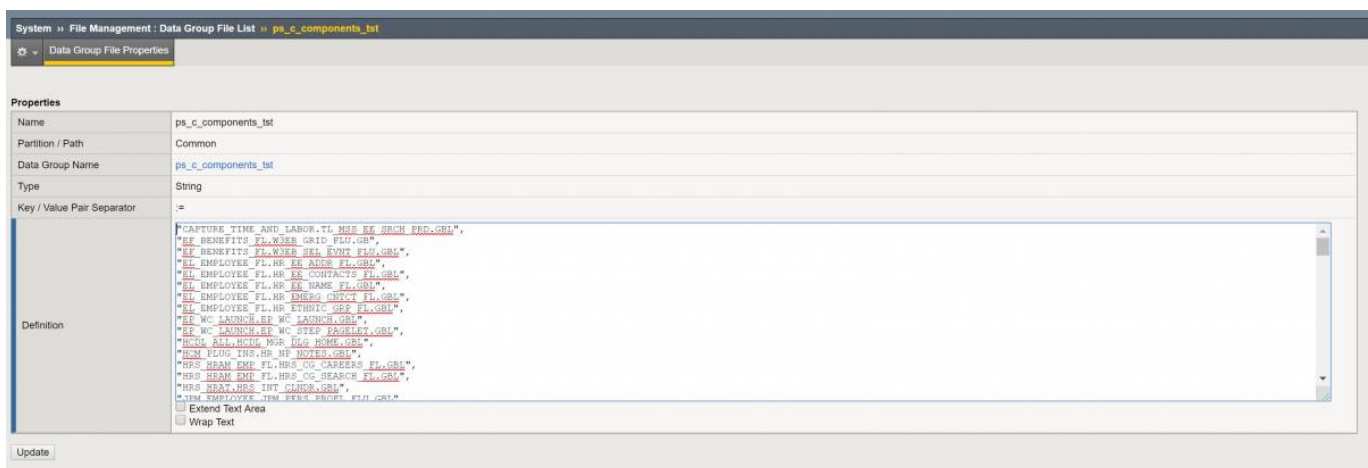 System ›› File Management : Data Group File List ›› ps_c_components_tst
Data Group File Properties
Properties
Name ps_c_components_tst
Partition / Path Common
Data Group Name ps_c_components_tst
Type String
Key / Value Pair Separator :=
Definition
"CAPTURE_TIME_AND_LABOR.TL_MSS_EE_SRCH_PRD.GBL",
"EF_BENEFITS_FL.W3EB_GRID_FLU.GB",
"EF_BENEFITS_FL.W3EB_SEL_EVNT_FLU.GBL",
"EL_EMPLOYEE_FL.HR_EE_ADDR_FL.GBL",
"EL_EMPLOYEE_FL.HR_EE_CONTACTS_FL.GBL",
"EL_EMPLOYEE_FL.HR_EE_NAME_FL.GBL",
"EL_EMPLOYEE_FL.HR_EMERG_CNTCT_FL.GBL",
"EL_EMPLOYEE_FL.HR_ETHNIC_GRP_FL.GBL",
"EP_WC_LAUNCH.EP_WC_LAUNCH.GBL",
"EP_WC_LAUNCH.EP_WC_STEP_PAGELET.GBL",
"HCDL_ALL.HCDL_MGR_DLG_HOME.GBL",
"HCM_PLUG_INS.HR_NP_NOTES.GBL",
"HRS_HRAM_EMP_FL.HRS_CG_CAREERS_FL.GBL",
"HRS_HRAM_EMP_FL.HRS_CG_SEARCH_FL.GBL",
"HRS_HRAT.HRS_INT_CLNDR.GBL",
"JPM_EMPLOYEE.JPM_PERS_PROFL_FLU.GBL"
Extend Text Area
Wrap Text
Update